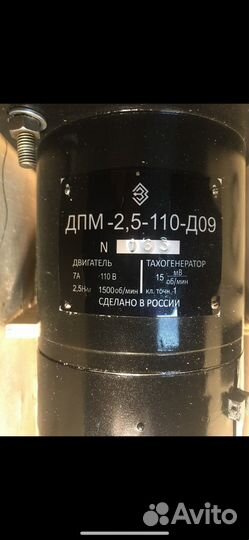 ДПМ-2,5-110-Д09
N 063
ДВИГАТЕЛЬ ТАХОГЕНЕРАТОР
7А 110 В 15 мВ об/мин
2,5Нм 1500об/мин кл. точн. 1
СДЕЛАНО В РОССИИ
Avito